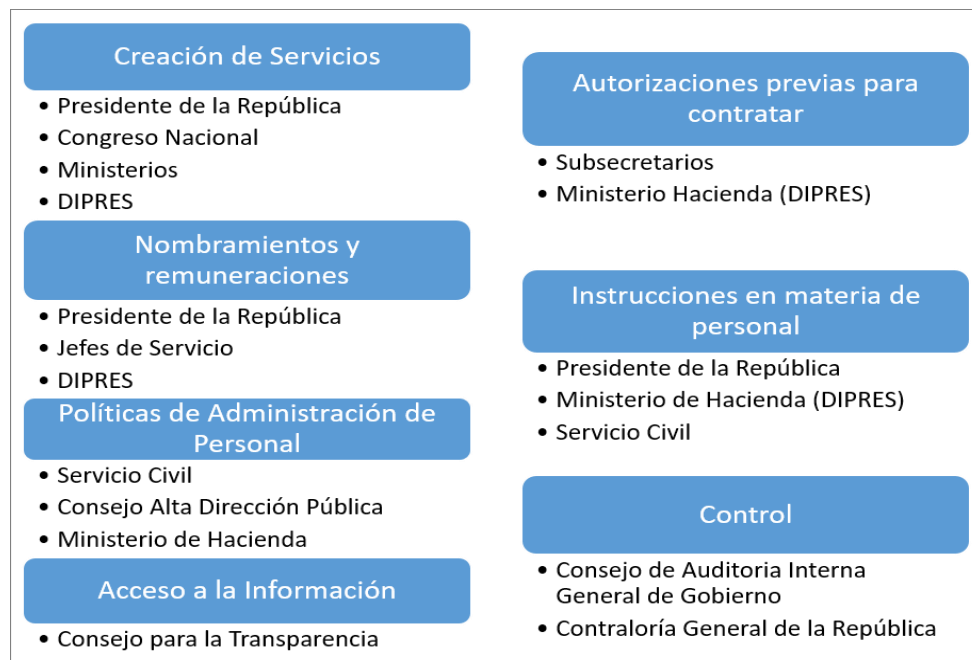 Creación de Servicios
• Presidente de la República
• Congreso Nacional
• Ministerios
• DIPRES
Nombramientos y
remuneraciones
• Presidente de la República
• Jefes de Servicio
• DIPRES
Políticas de Administración de
Personal
• Servicio Civil
• Consejo Alta Dirección Pública
• Ministerio de Hacienda
Acceso a la Información
• Consejo para la Transparencia
Autorizaciones previas para
contratar
• Subsecretarios
• Ministerio Hacienda (DIPRES)
Instrucciones en materia de
personal
• Presidente de la República
• Ministerio de Hacienda (DIPRES)
• Servicio Civil
Control
• Consejo de Auditoria Interna
General de Gobierno
• Contraloría General de la República